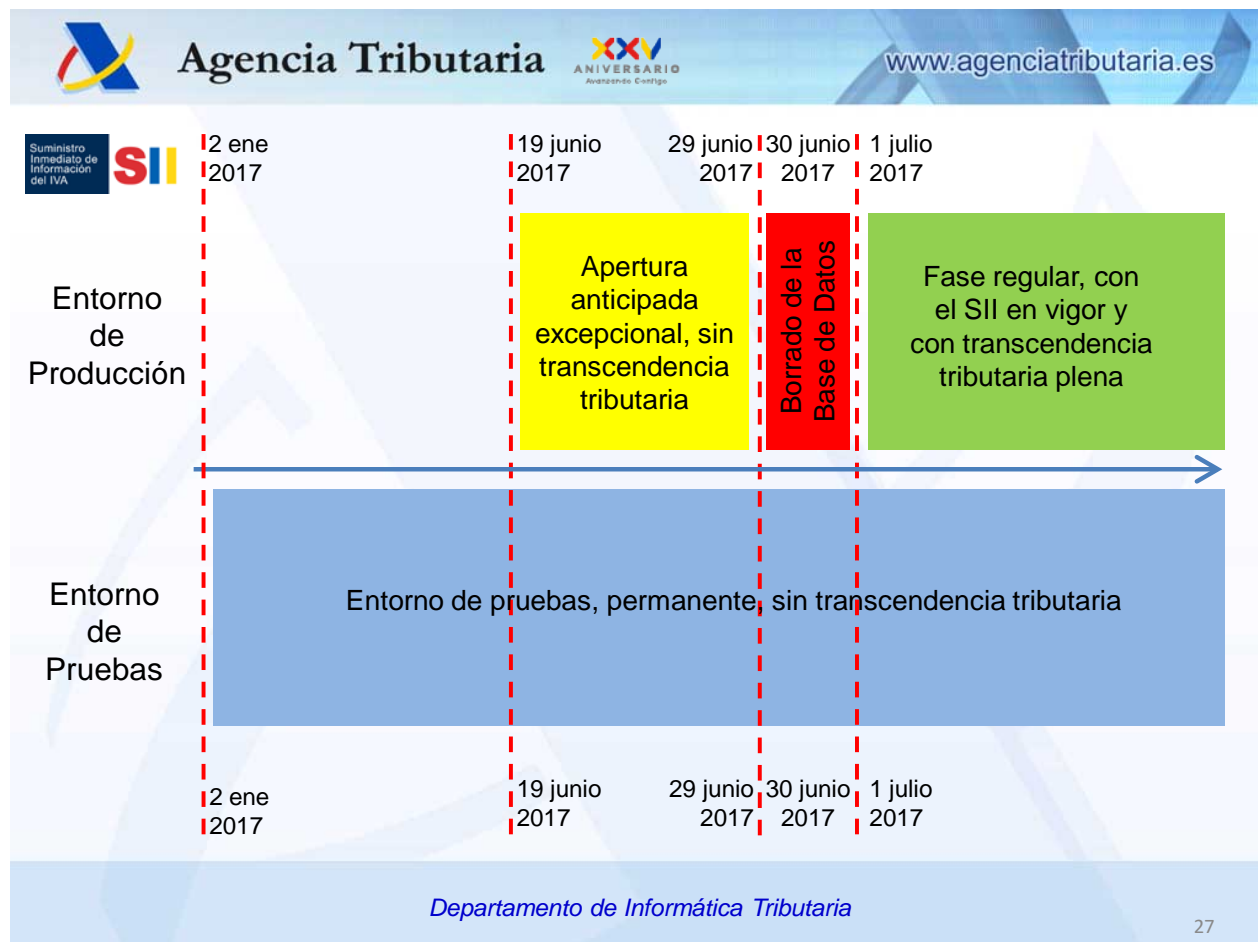 Agencia Tributaria
XXV
ANIVERSARIO
Avanzando Contigo
www.agenciatributaria.es
Suministro
Inmediato de
Información
del IVA
SII
2 ene
2017
19 junio
2017
29 junio
2017
30 junio
2017
1 julio
2017
Entorno
de
Producción
Apertura
anticipada
excepcional, sin
transcendencia
tributaria
Borrado de la
Base de Datos
Fase regular, con
el SII en vigor y
con transcendencia
tributaria plena
Entorno
de
Pruebas
Entorno de pruebas, permanente, sin transcendencia tributaria
2 ene
2017
19 junio
2017
29 junio
2017
30 junio
2017
1 julio
2017
Departamento de Informática Tributaria
27